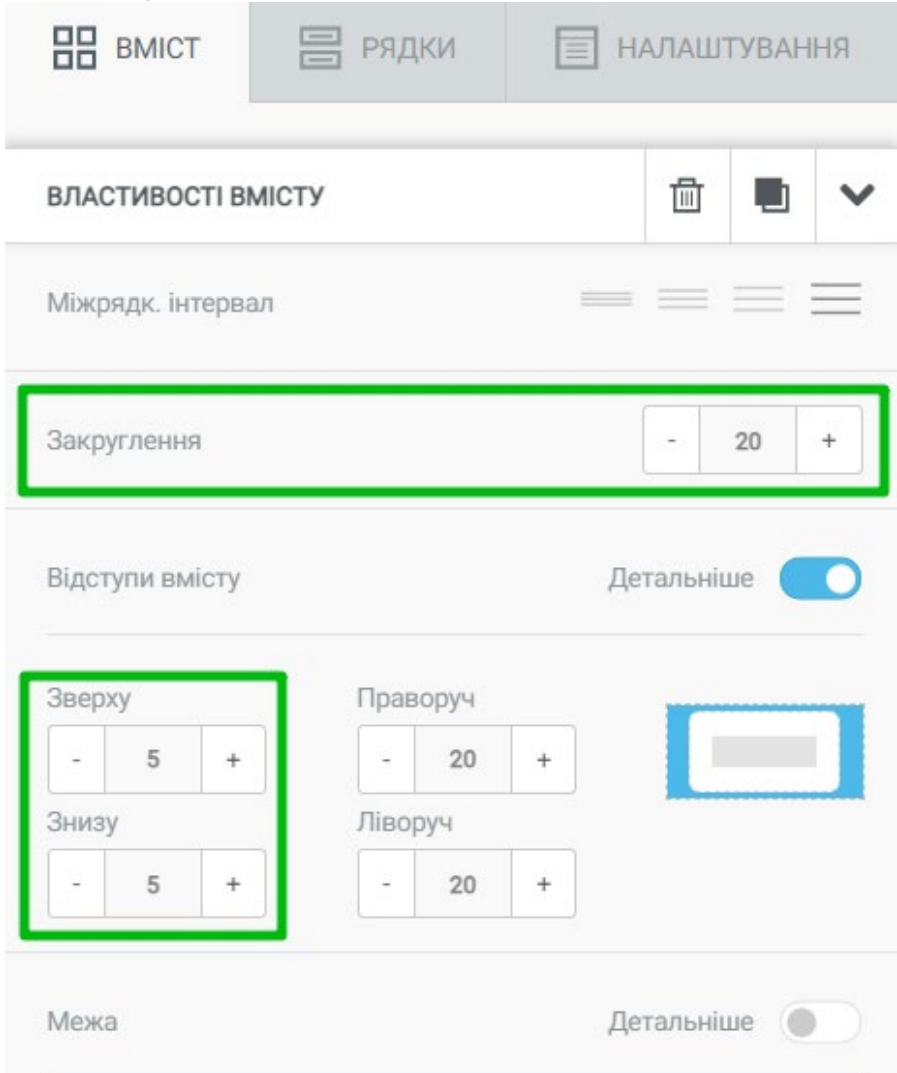 ВМІСТ РЯДКИ НАЛАШТУВАННЯ
ВЛАСТИВОСТІ ВМІСТУ
Міжрядк. інтервал
Закруглення - 20 +
Відступи вмісту Детальніше
Зверху Праворуч
- 5 + - 20 +
Знизу Ліворуч
- 5 + - 20 +
Межа Детальніше